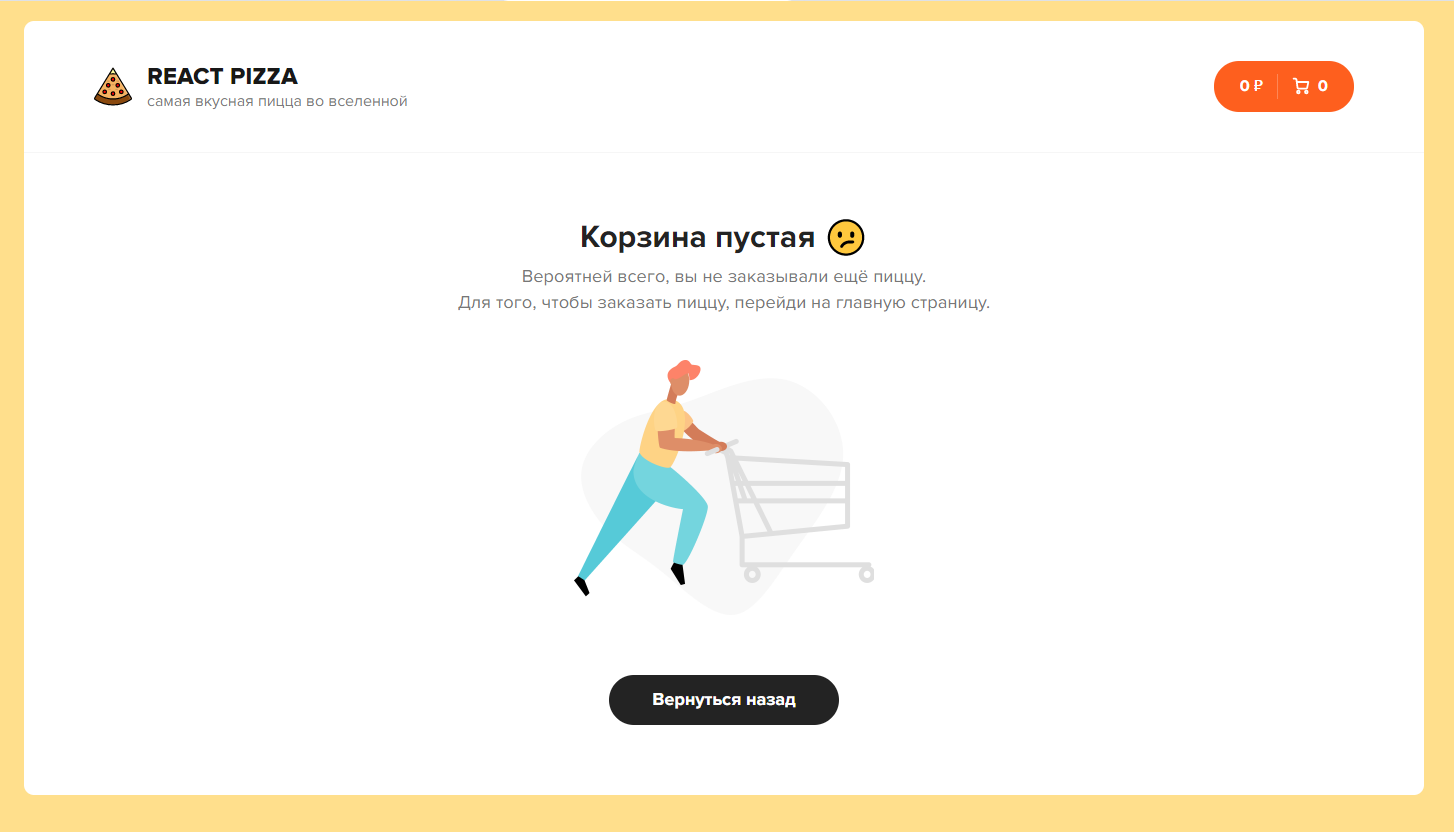 REACT PIZZA
самая вкусная пицца во вселенной
0 ₽
0
Корзина пустая
Вероятней всего, вы не заказывали ещё пиццу.
Для того, чтобы заказать пиццу, перейди на главную страницу.
Вернуться назад